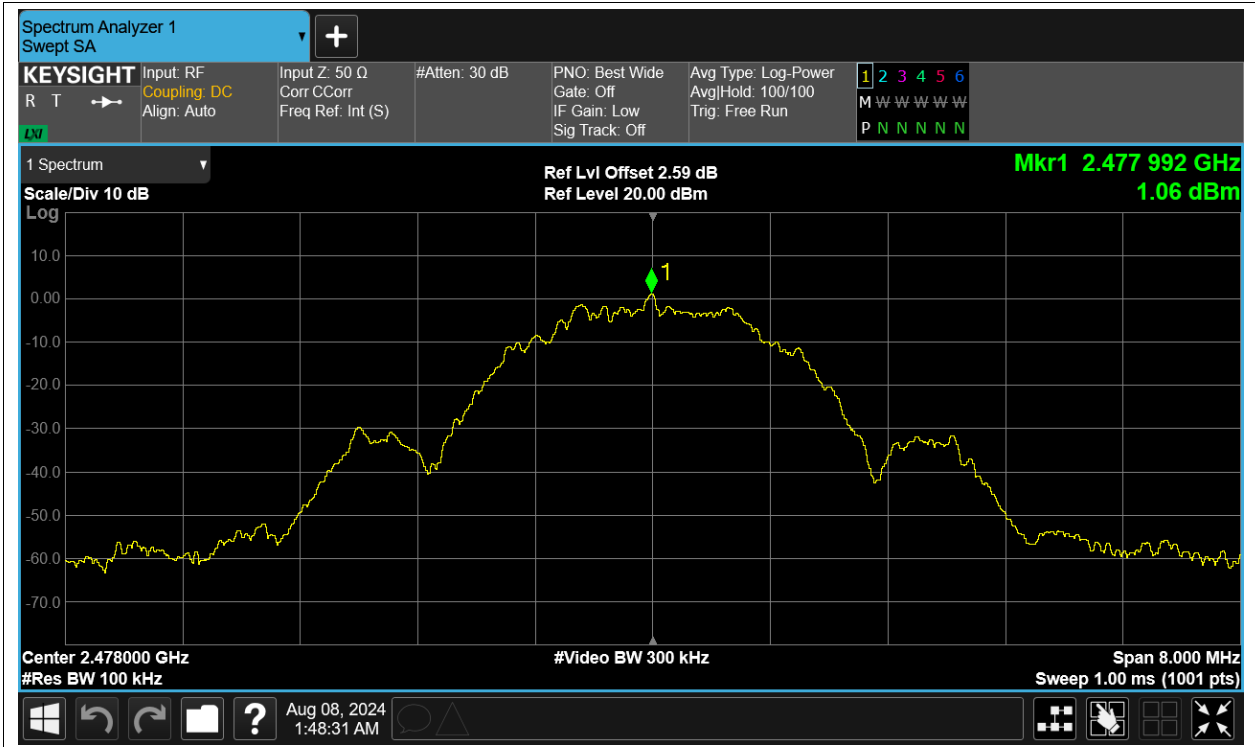 Spectrum Analyzer 1
Swept SA
KEYSIGHT
R T
LXI
Input: RF
Coupling: DC
Align: Auto
Input Z: 50 Ω
Corr CCorr
Freq Ref: Int (S)
#Atten: 30 dB
PNO: Best Wide
Gate: Off
IF Gain: Low
Sig Track: Off
Avg Type: Log-Power
Avg|Hold: 100/100
Trig: Free Run
1 2 3 4 5 6
M W W W W W W
P N N N N N
1 Spectrum
Scale/Div 10 dB
Log
Ref Lvl Offset 2.59 dB
Ref Level 20.00 dBm
Mkr1 2.477 992 GHz
1.06 dBm
1
10.0
0.00
-10.0
-20.0
-30.0
-40.0
-50.0
-60.0
-70.0
Center 2.478000 GHz
#Res BW 100 kHz
#Video BW 300 kHz
Span 8.000 MHz
Sweep 1.00 ms (1001 pts)
?
Aug 08, 2024
1:48:31 AM